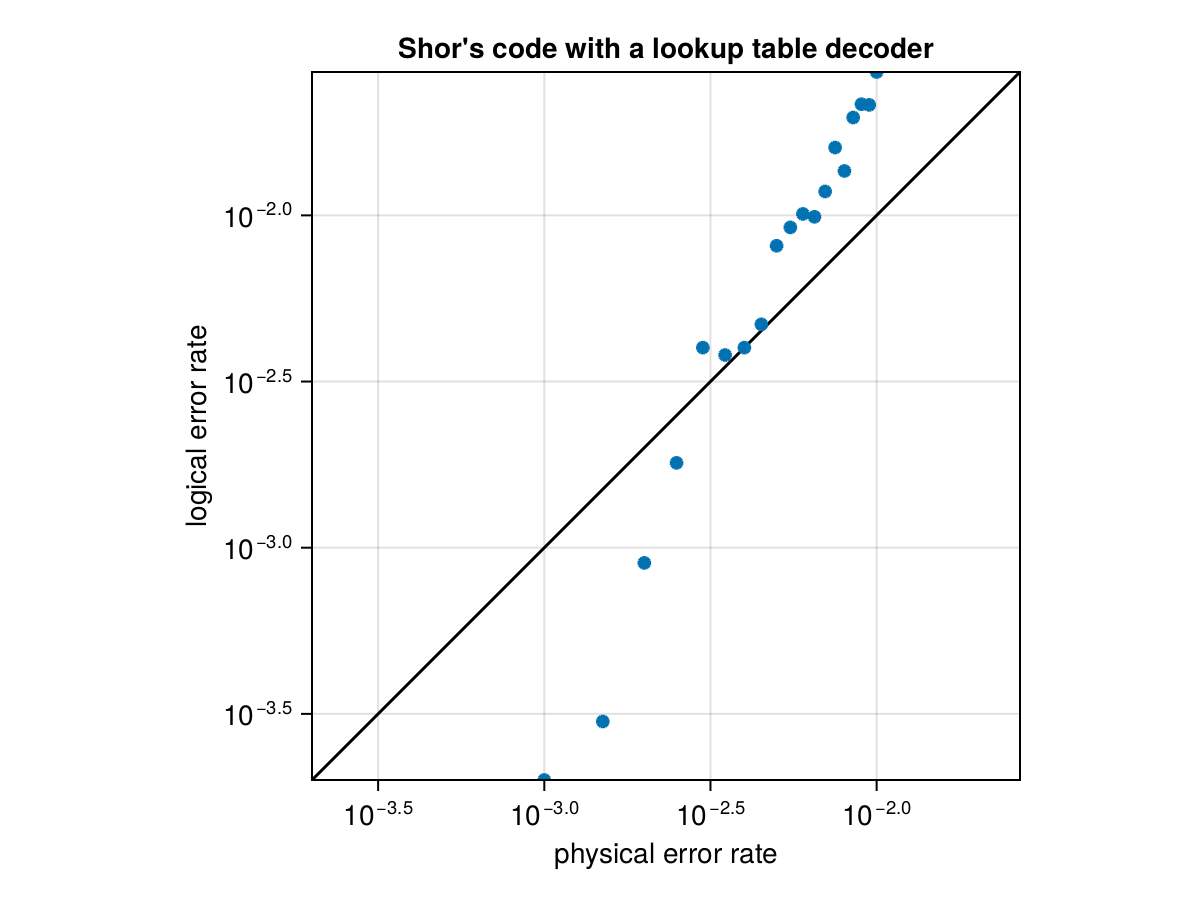 Shor's code with a lookup table decoder
logical error rate
10⁻²·⁰
10⁻²·⁵
10⁻³·⁰
10⁻³·⁵
10⁻³·⁵ 10⁻³·⁰ 10⁻²·⁵ 10⁻²·⁰
physical error rate